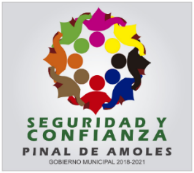 SEGURIDAD Y
CONFIANZA
PINAL DE AMOLES
GOBIERNO MUNICIPAL 2018-2021